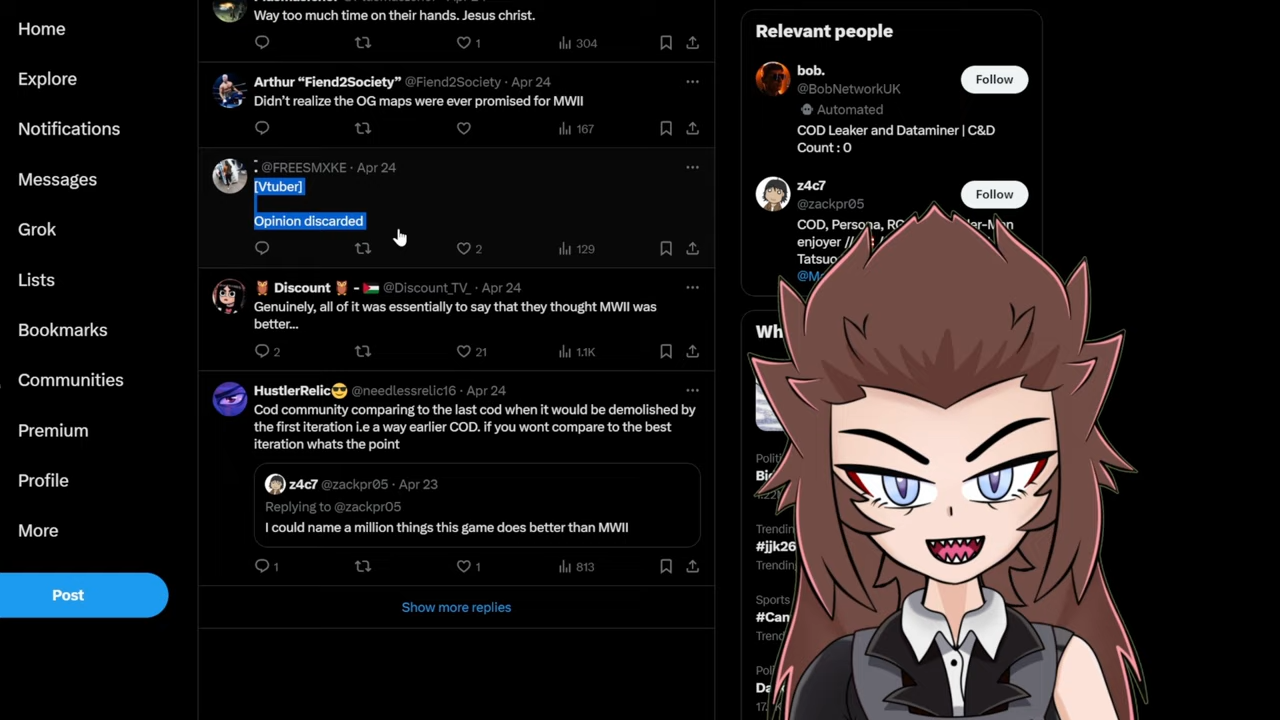 Home
Explore
Notifications
Messages
Grok
Lists
Bookmarks
Communities
Premium
Profile
More
Post
Way too much time on their hands. Jesus christ.
1
304
Arthur “Fiend2Society” @Fiend2Society · Apr 24
Didn’t realize the OG maps were ever promised for MWII
167
. @FREESMXKE · Apr 24
[Vtuber]
Opinion discarded
2
129
Discount - @Discount_TV_ · Apr 24
Genuinely, all of it was essentially to say that they thought MWII was
better...
2
21
1.1K
HustlerRelic @needlessrelic16 · Apr 24
Cod community comparing to the last cod when it would be demolished by
the first iteration i.e a way earlier COD. if you wont compare to the best
iteration whats the point
z4c7 @zackpr05 · Apr 23
Replying to @zackpr05
I could name a million things this game does better than MWII
1
1
813
Show more replies
Relevant people
bob.
@BobNetworkUK
Automated
COD Leaker and Dataminer | C&D
Count : 0
Follow
z4c7
@zackpr05
Follow
COD, Persona,
enjoyer //
Trending
#jjk26
Trending
Sports